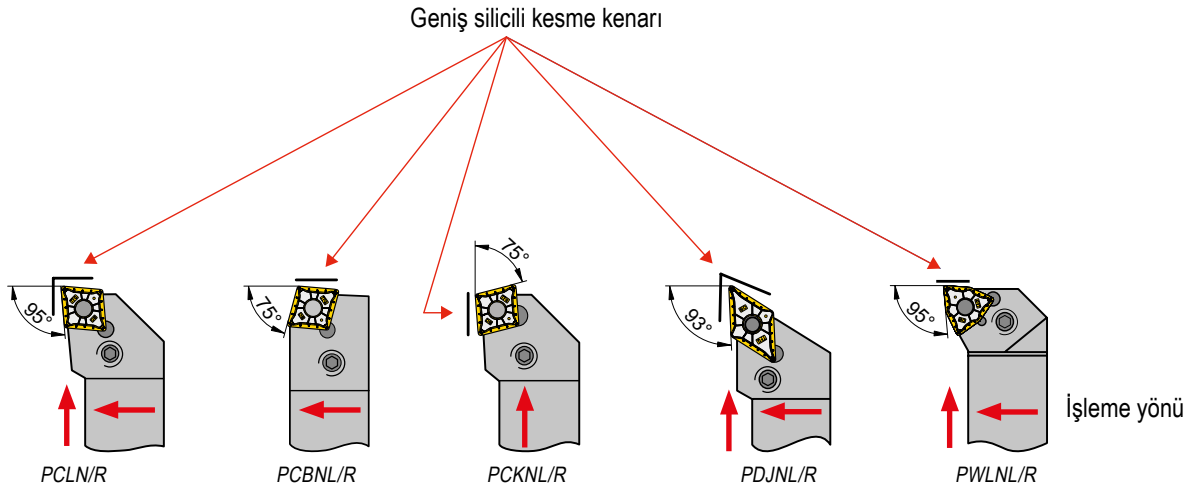 Geniş silicili kesme kenarı
95°
75°
75°
93°
95°
İşleme yönü
PCLN/R
PCBNL/R
PCKNL/R
PDJNL/R
PWLNL/R